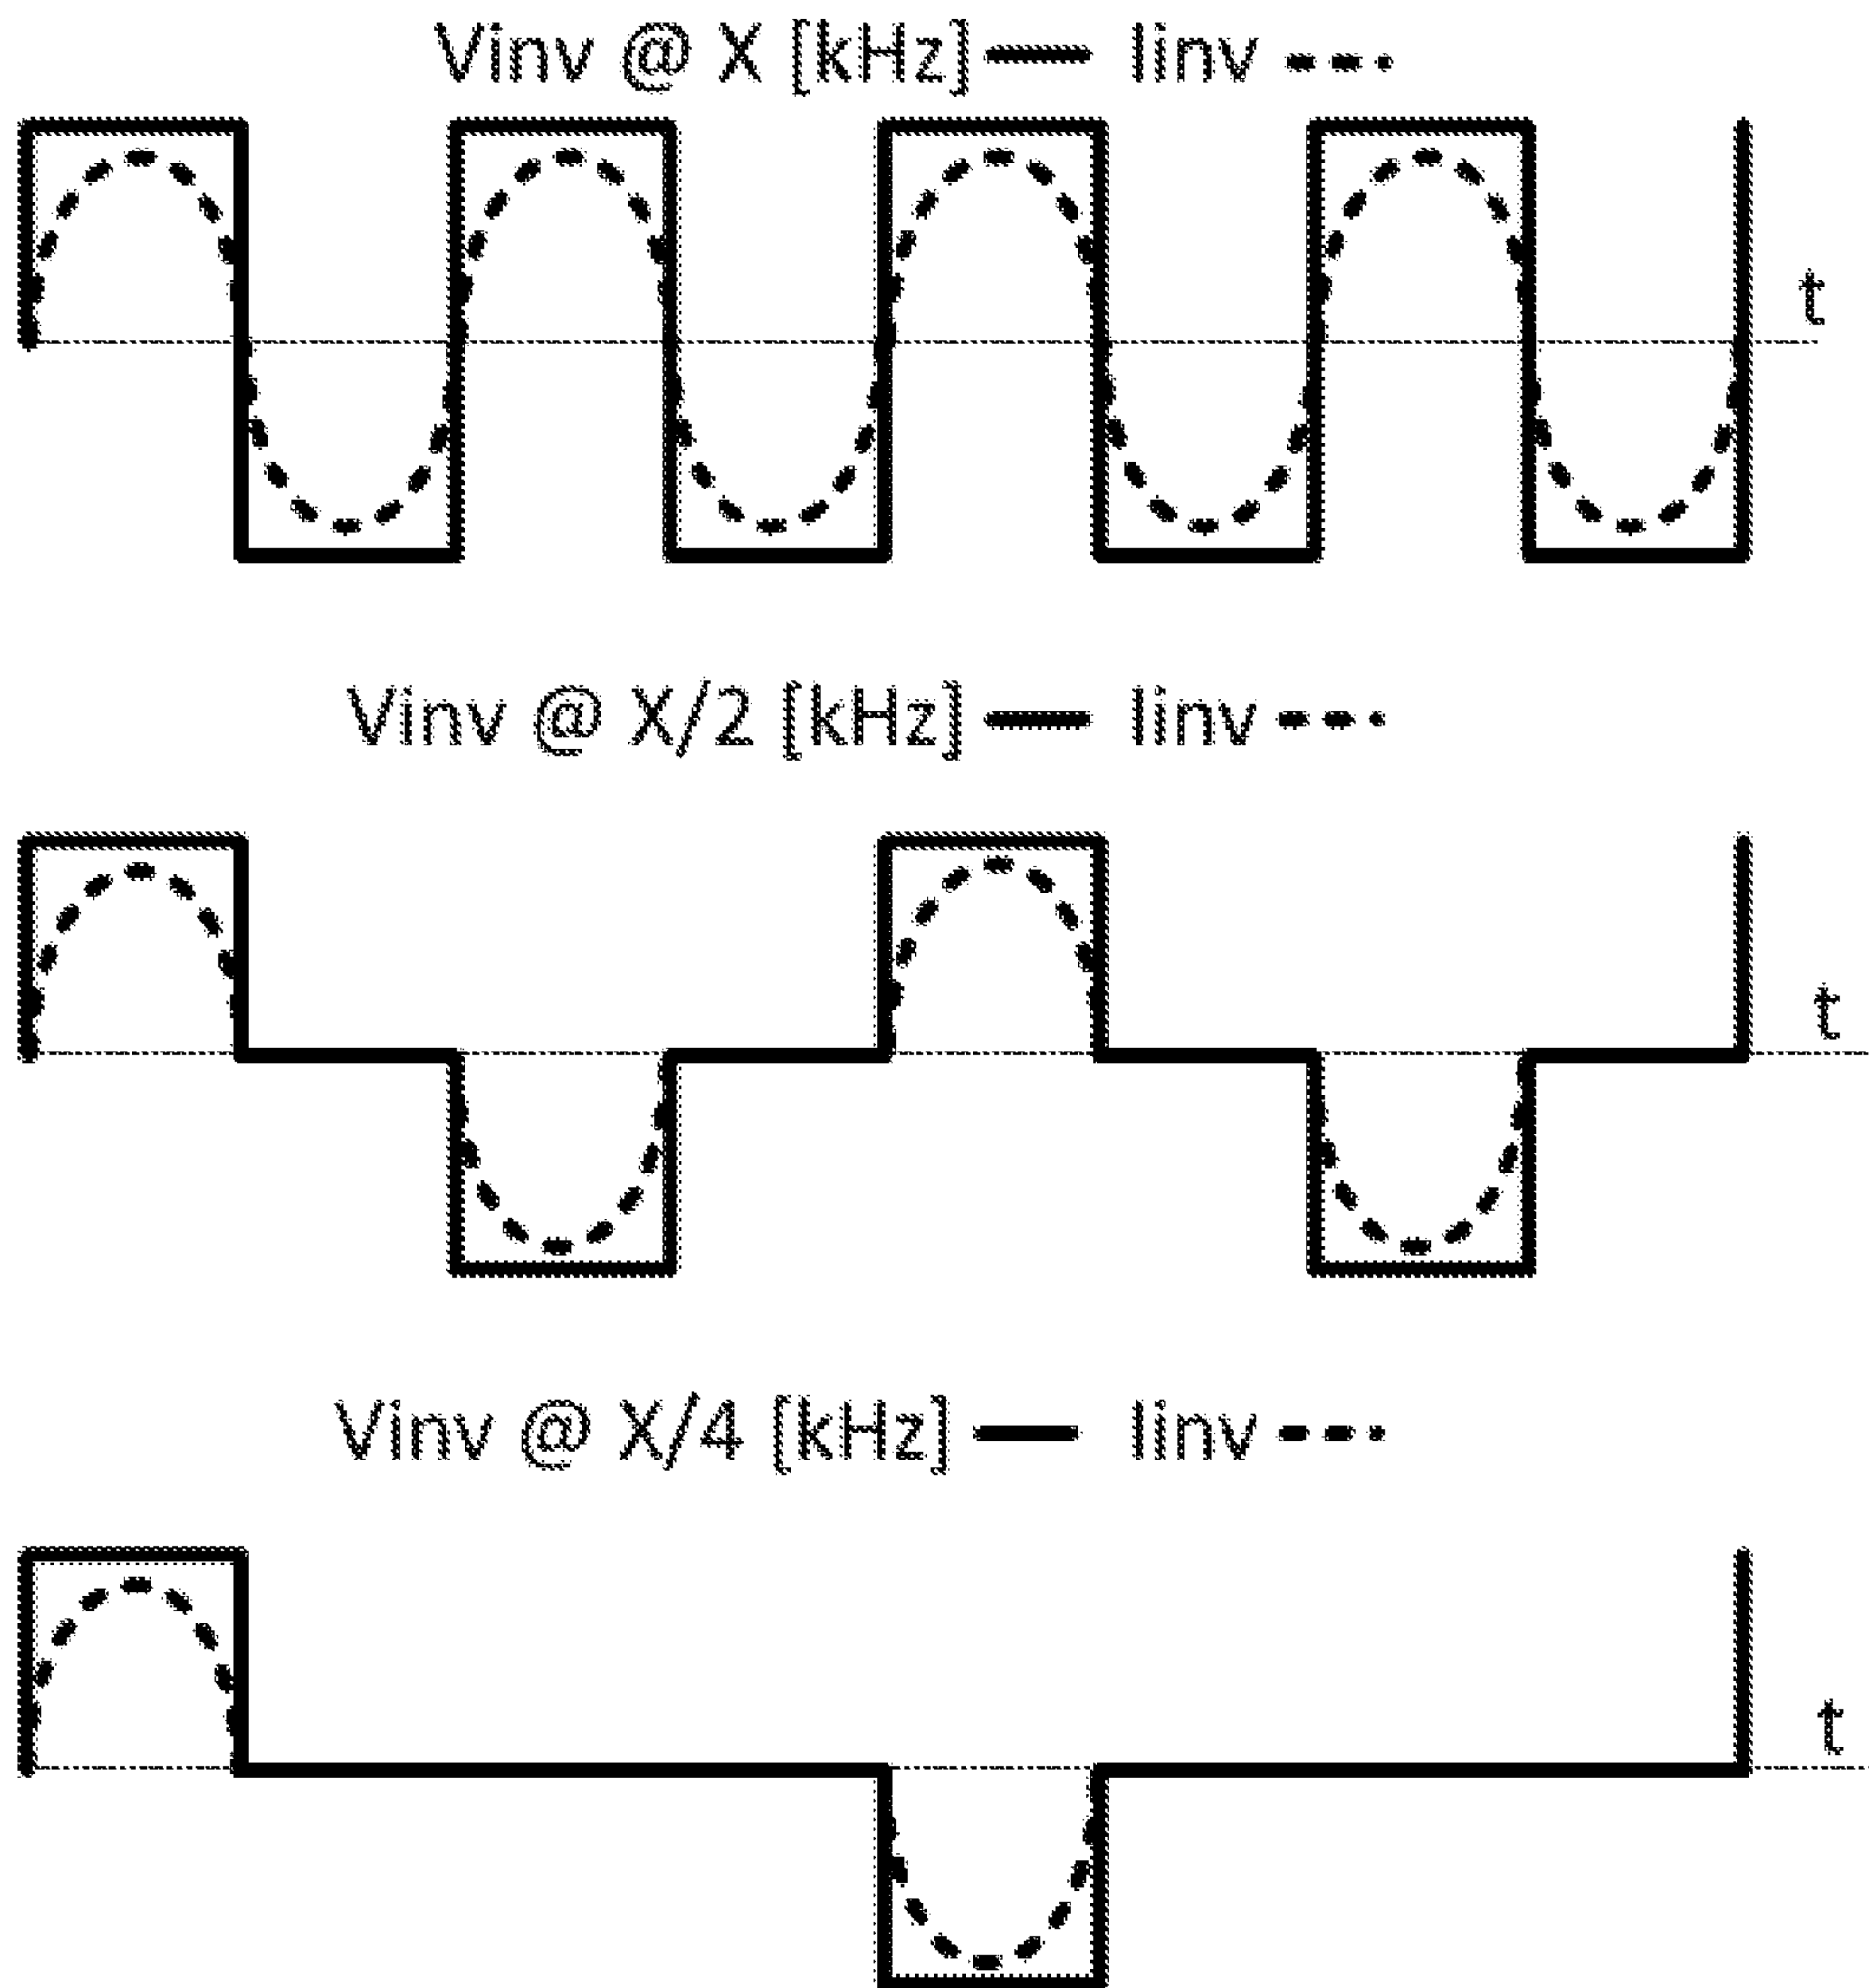 Vinv @ X [kHz] Iinv
t
Vinv @ X/2 [kHz] Iinv
t
Vinv @ X/4 [kHz] Iinv
t